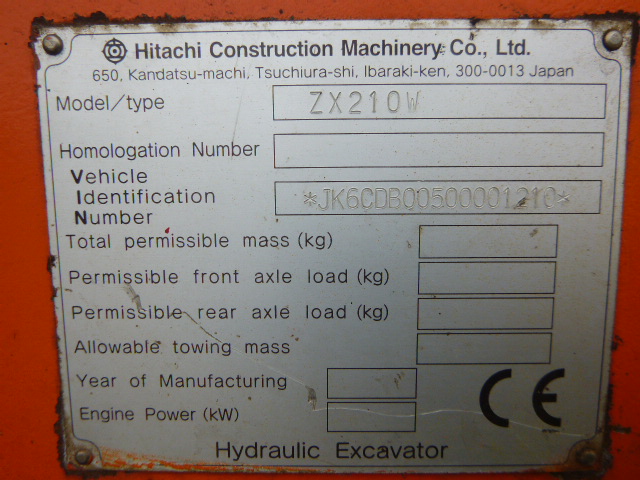 Hitachi Construction Machinery Co., Ltd.
650, Kandatsu-machi, Tsuchiura-shi, Ibaraki-ken, 300-0013 Japan
Model/type ZX210W
Homologation Number
Vehicle
Identification *JK6CDB00500001210*
Number
Total permissible mass (kg)
Permissible front axle load (kg)
Permissible rear axle load (kg)
Allowable towing mass
Year of Manufacturing
Engine Power (kW)
CE
Hydraulic Excavator